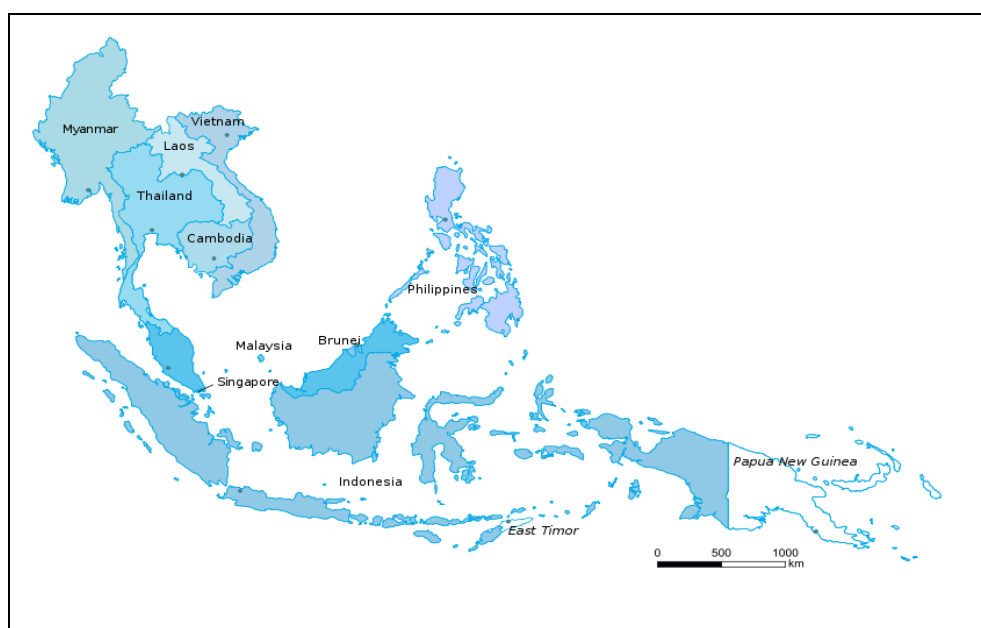 Myanmar
Vietnam
Laos
Thailand
Cambodia
Philippines
Malaysia
Brunei
Singapore
Indonesia
Papua New Guinea
East Timor
0 500 1000
km